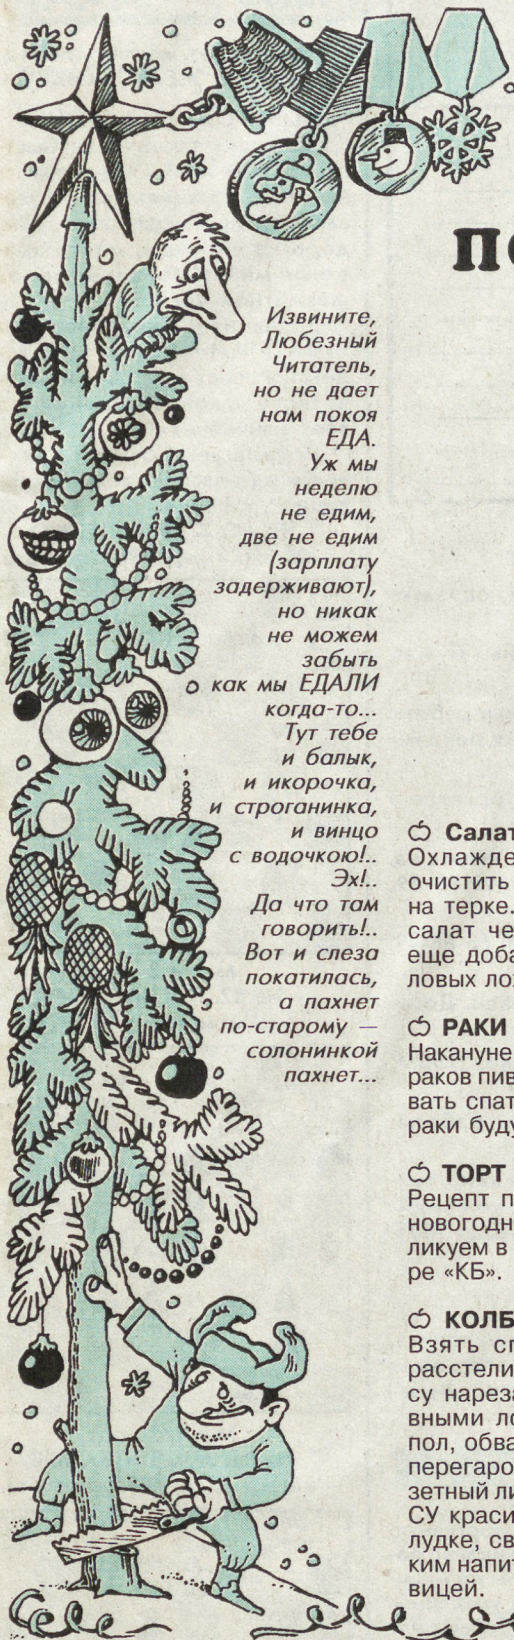 по
Извините,
Любезный
Читатель,
но не дает
нам покоя
ЕДА.
Уж мы
неделю
не едим,
две не едим
(зарплату
задерживают),
но никак
не можем
забыть
как мы ЕДАЛИ
когда-то...
Тут тебе
и балык,
и икорочка,
и строганинка,
и винцо
с водочкою!..
Эх!..
Да что там
говорить!..
Вот и слеза
покатилась,
а пахнет
по-старому —
солонинкой
пахнет...
Салат
Охлажде
очистить
на терке.
салат че
еще доба
ловых ло
РАКИ
Накануне
раков пив
вать спат
раки буду
ТОРТ
Рецепт п
новогодн
ликуем в
ре «КБ».
КОЛБ
Взять сп
расстели
су нареза
вными ло
пол, обва
перегаро
зетный ли
СУ краси
лудке, св
ким напит
вицей.